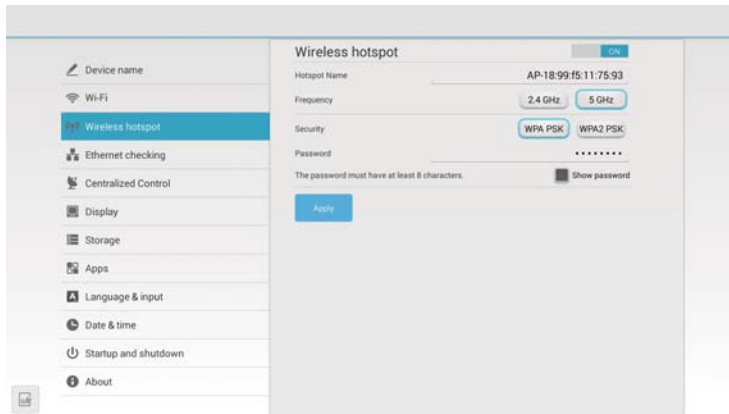 Wireless hotspot
ON
Device name
Hotspot Name
AP-18:99:f5:11:75:93
Wi-Fi
Frequency
2.4 GHz
5 GHz
Wireless hotspot
Security
WPA PSK
WPA2 PSK
Ethernet checking
Password
••••••••
Centralized Control
The password must have at least 8 characters.
Show password
Display
Apply
Storage
Apps
Language & input
Date & time
Startup and shutdown
About